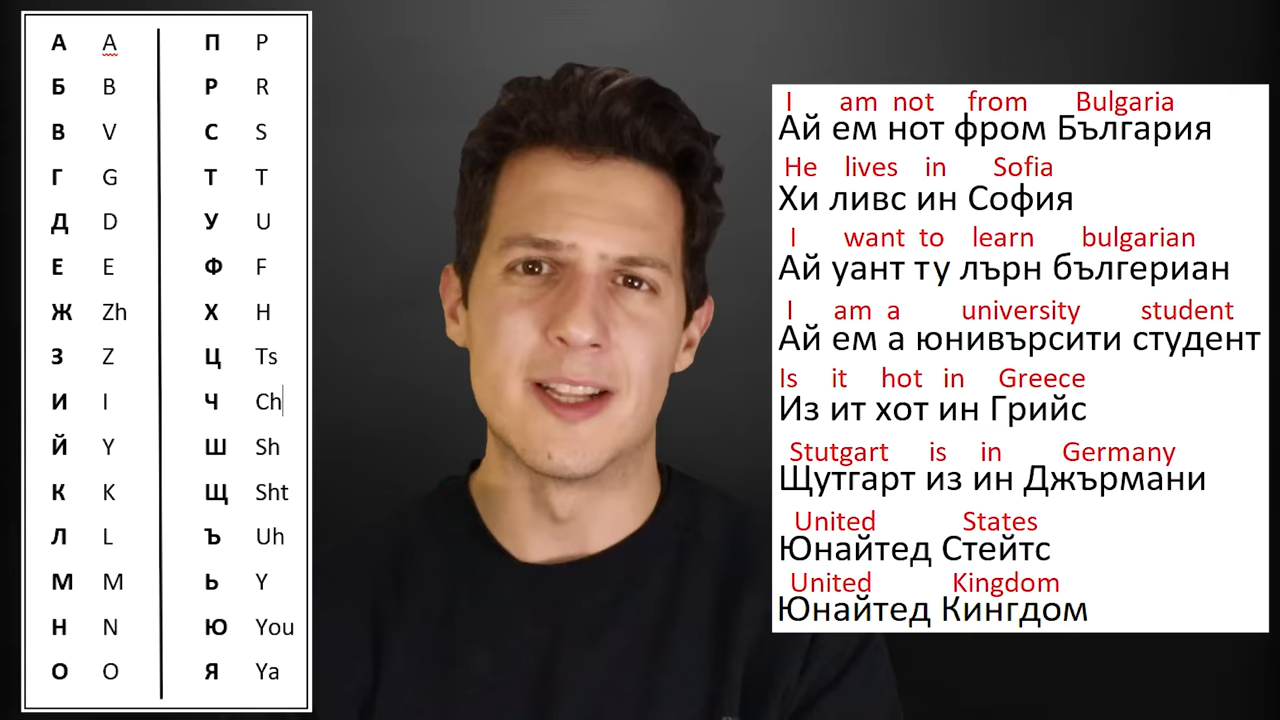 А A
Б B
В V
Г G
Д D
Е E
Ж Zh
З Z
И I
Й Y
К K
Л L
М M
Н N
О O
П P
Р R
С S
Т T
У U
Ф F
Х H
Ц Ts
Ч Ch
Ш Sh
Щ Sht
Ъ Uh
Ь Y
Ю You
Я Ya
I am not from Bulgaria
Ай ем нот фром България
He lives in Sofia
Хи ливс ин София
I want to learn bulgarian
Ай уант ту лърн бългериан
I am a university student
Ай ем а юнивърсити студент
Is it hot in Greece
Из ит хот ин Грийс
Stutgart is in Germany
Щутгарт из ин Джърмани
United States
Юнайтед Стейтс
United Kingdom
Юнайтед Кингдом